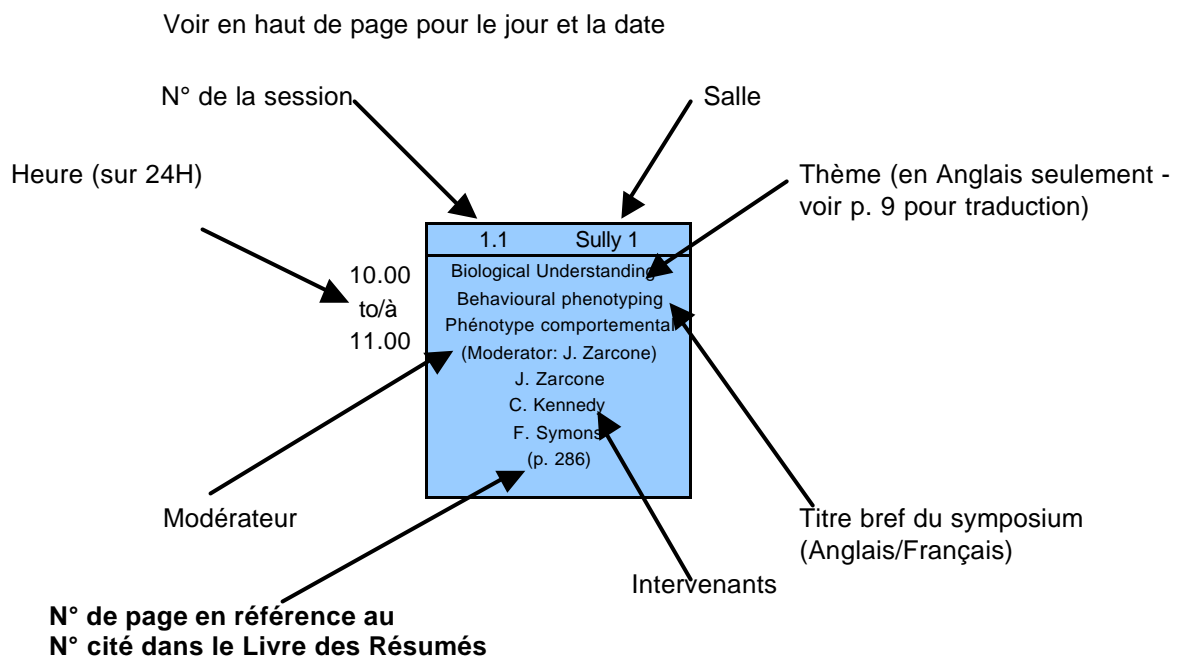 Voir en haut de page pour le jour et la date
N° de la session
Salle
Heure (sur 24H)
Thème (en Anglais seulement -
voir p. 9 pour traduction)
1.1 Sully 1
10.00
to/à
11.00
Biological Understanding
Behavioural phenotyping
Phénotype comportemental
(Moderator: J. Zarcone)
J. Zarcone
C. Kennedy
F. Symons
(p. 286)
Modérateur
Titre bref du symposium
(Anglais/Français)
Intervenants
N° de page en référence au
N° cité dans le Livre des Résumés